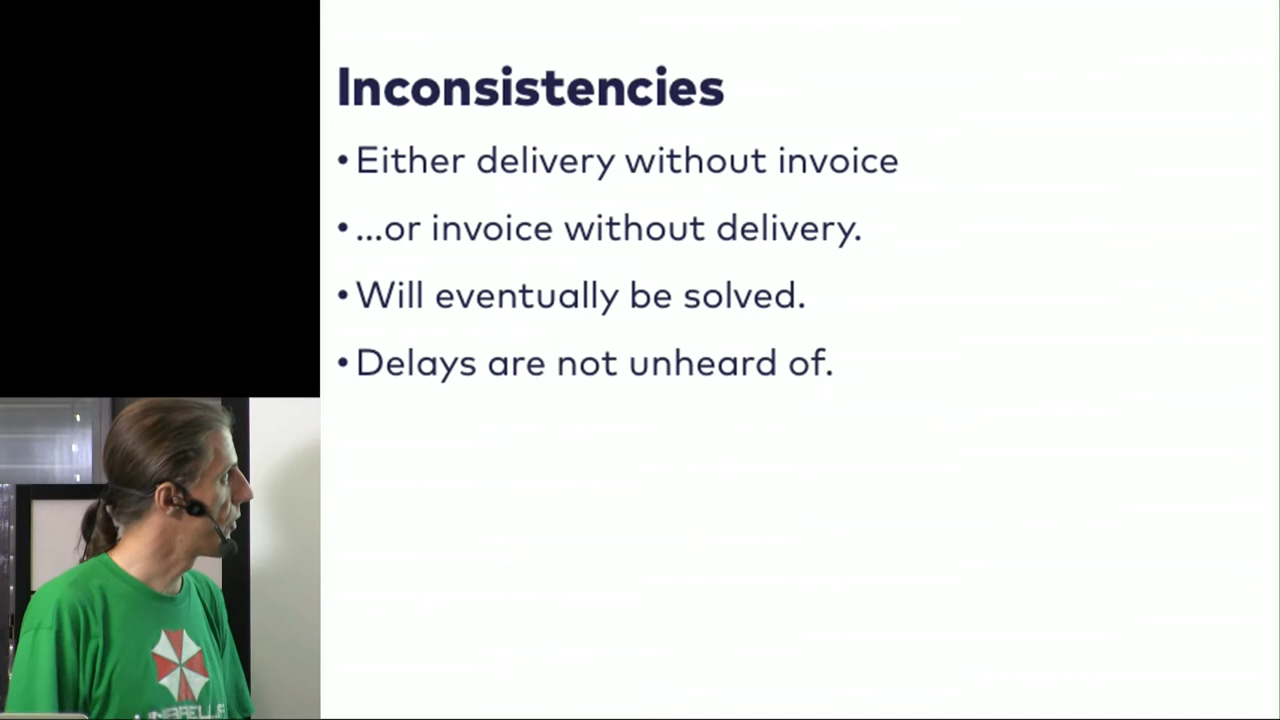 Inconsistencies
• Either delivery without invoice
• ...or invoice without delivery.
• Will eventually be solved.
• Delays are not unheard of.